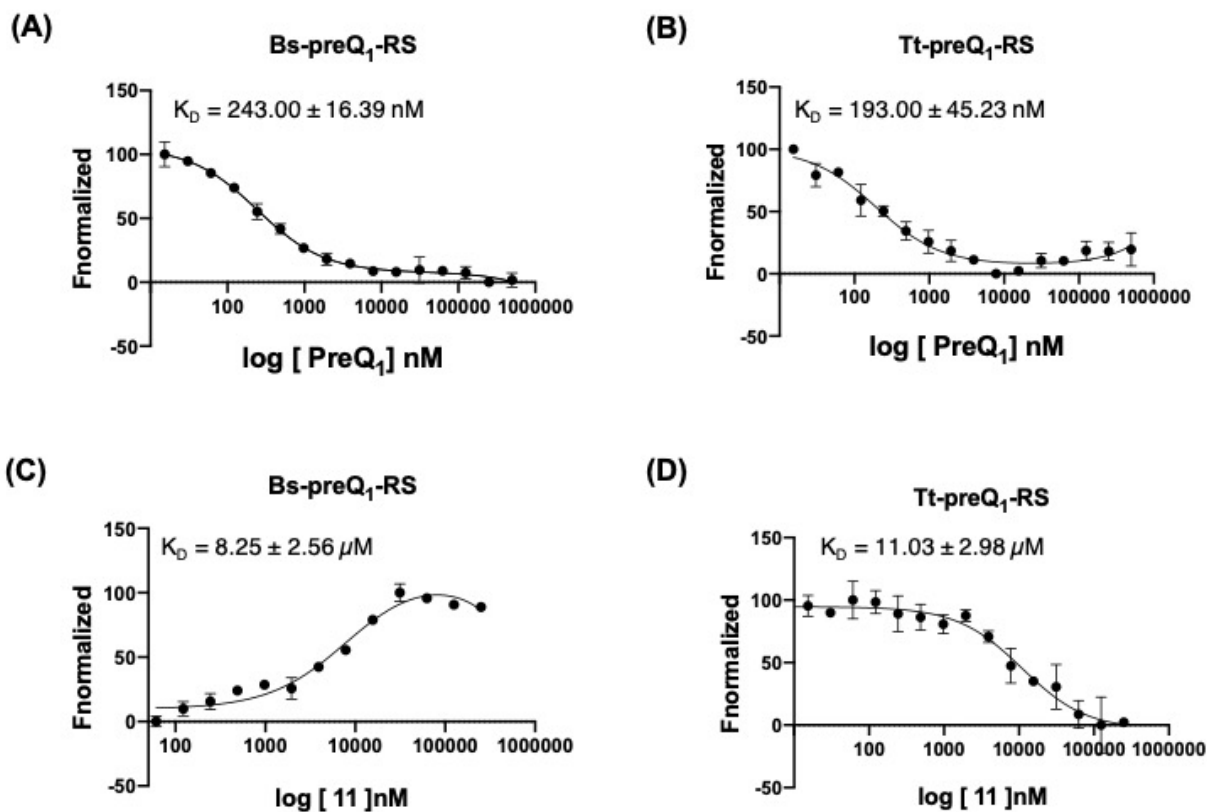 (A)
Bs-preQ₁-RS
K_D = 243.00 ± 16.39 nM
Fnormalized
150
100
50
0
-50
100 1000 10000 100000 1000000
log [ PreQ₁] nM
(B)
Tt-preQ₁-RS
K_D = 193.00 ± 45.23 nM
Fnormalized
150
100
50
0
-50
100 1000 10000 100000 1000000
log [ PreQ₁] nM
(C)
Bs-preQ₁-RS
K_D = 8.25 ± 2.56 µM
Fnormalized
150
100
50
0
-50
100 1000 10000 100000 1000000
log [ 11 ]nM
(D)
Tt-preQ₁-RS
K_D = 11.03 ± 2.98 µM
Fnormalized
150
100
50
0
-50
100 1000 10000 100000 1000000
log [ 11 ]nM